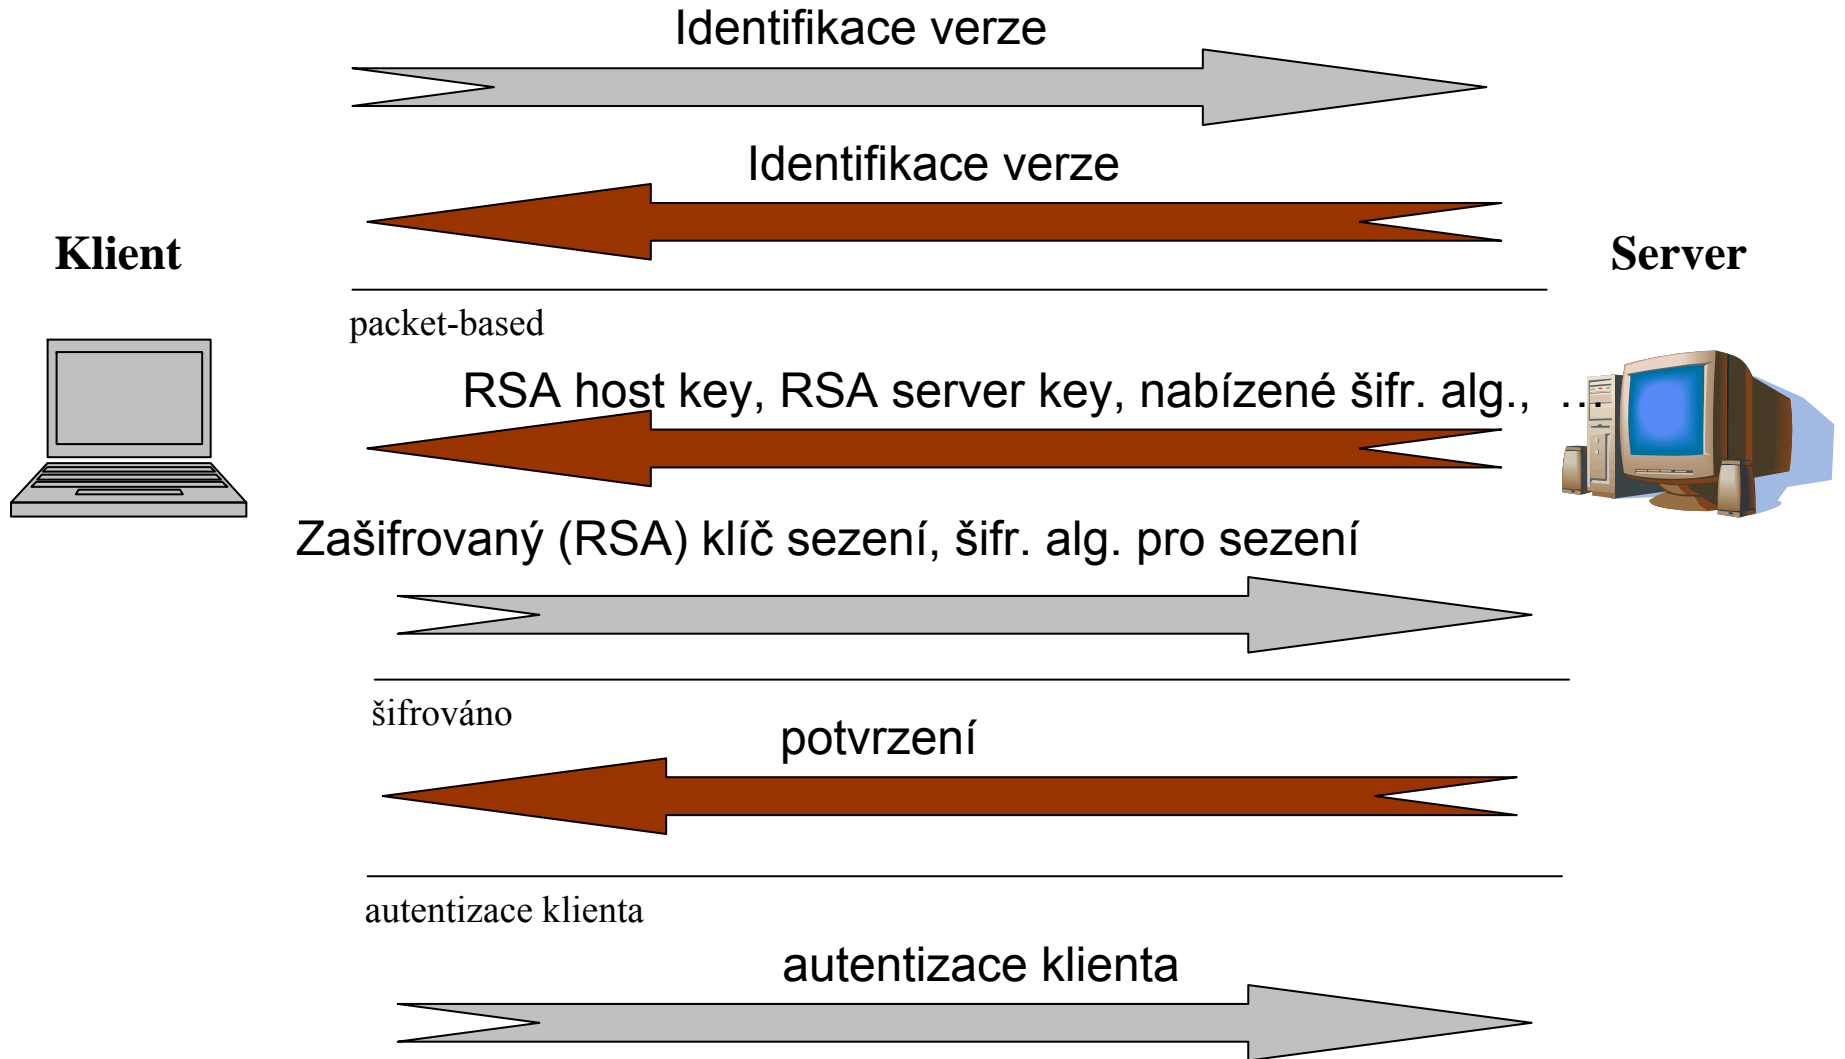 Identifikace verze
Identifikace verze
Klient
Server
packet-based
RSA host key, RSA server key, nabízené šifr. alg., …
Zašifrovaný (RSA) klíč sezení, šifr. alg. pro sezení
šifrováno
potvrzení
autentizace klienta
autentizace klienta